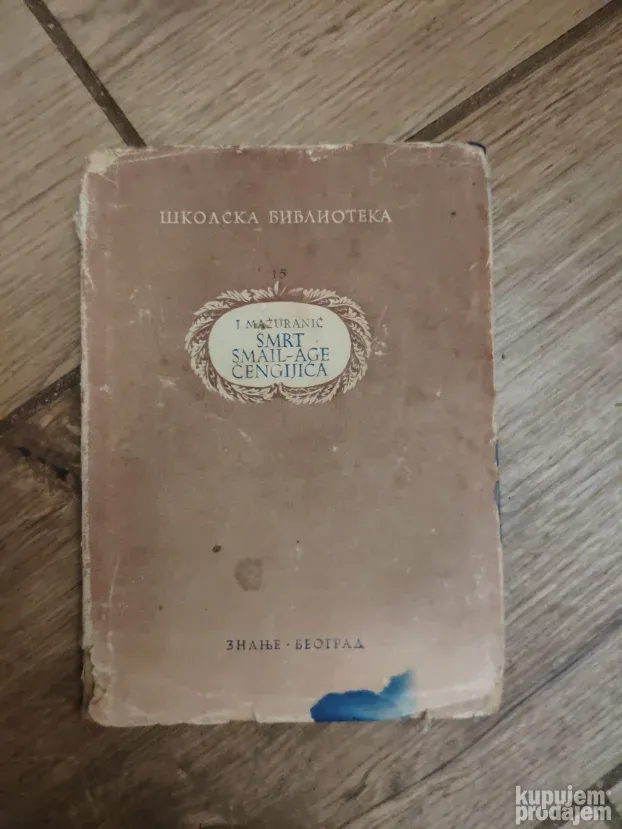 ШКОЛСКА БИБЛИОТЕКА
15
I. MAŽURANIĆ
SMRT
SMAIL-AGE
ČENGIJIĆA
ЗНАЊЕ · БЕОГРАД
kupujem
prodajem